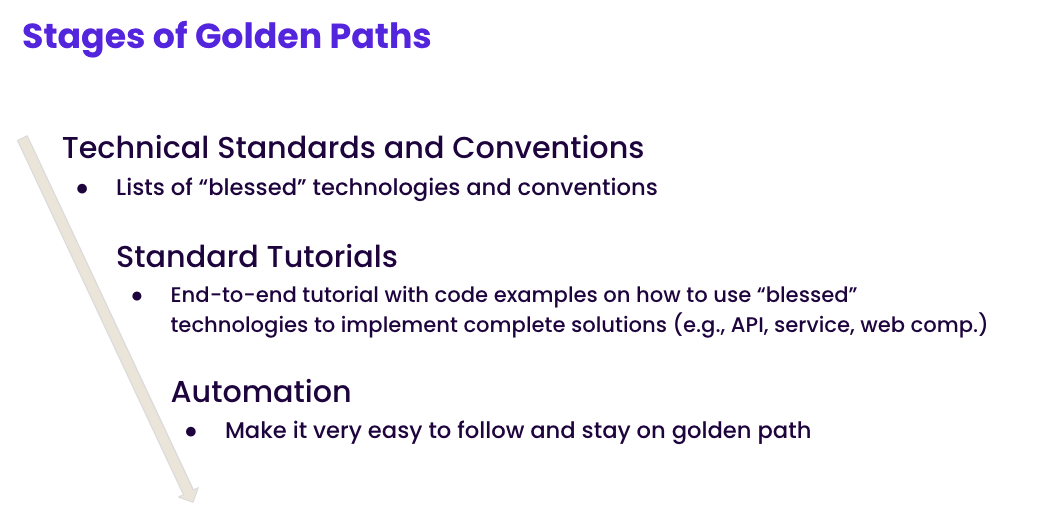 Stages of Golden Paths
Technical Standards and Conventions
● Lists of “blessed” technologies and conventions
Standard Tutorials
● End-to-end tutorial with code examples on how to use “blessed”
technologies to implement complete solutions (e.g., API, service, web comp.)
Automation
● Make it very easy to follow and stay on golden path